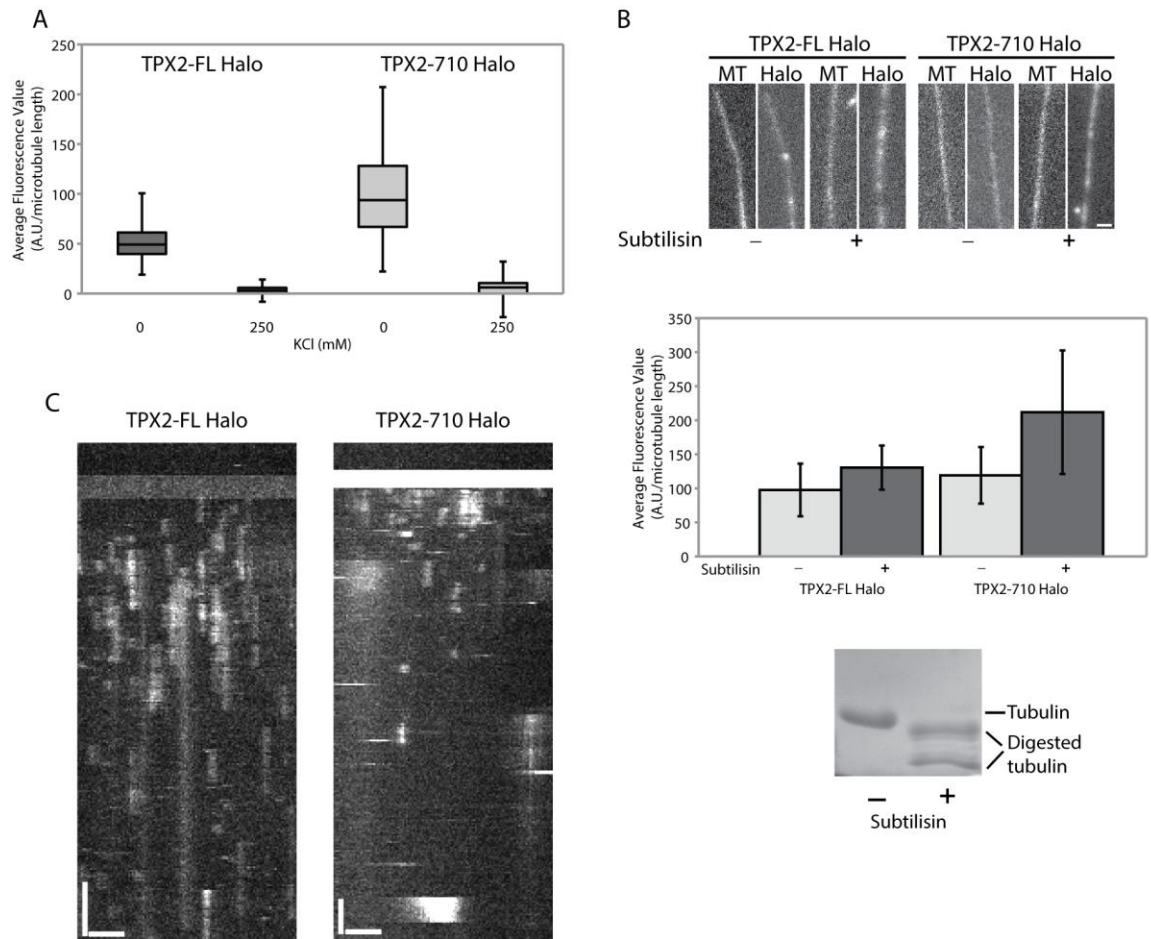 A
250
200
150
100
50
0
Average Fluorescence Value
(A.U./microtubule length)
TPX2-FL Halo
TPX2-710 Halo
0
250
0
250
KCl (mM)
B
TPX2-FL Halo
TPX2-710 Halo
MT Halo MT Halo
MT Halo MT Halo
Subtilisin – + – +
350
300
250
200
150
100
50
0
Average Fluorescence Value
(A.U./microtubule length)
Subtilisin – + – +
TPX2-FL Halo
TPX2-710 Halo
Tubulin
Digested
tubulin
– +
Subtilisin
C
TPX2-FL Halo
TPX2-710 Halo